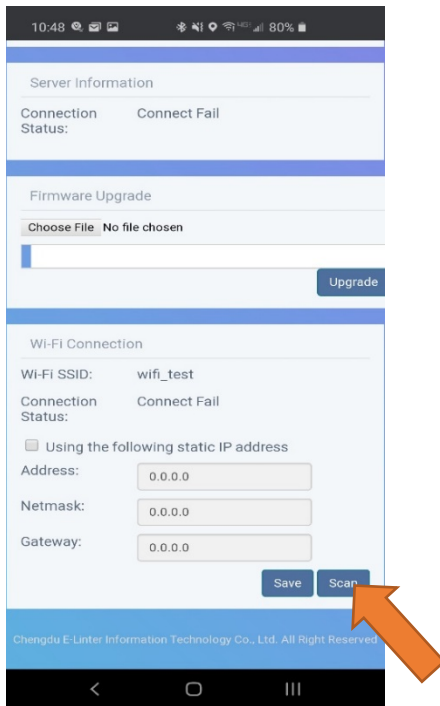 10:48 80%
Server Information
Connection Status: Connect Fail
Firmware Upgrade
Choose File No file chosen
Upgrade
Wi-Fi Connection
Wi-Fi SSID: wifi_test
Connection Status: Connect Fail
Using the following static IP address
Address: 0.0.0.0
Netmask: 0.0.0.0
Gateway: 0.0.0.0
Save Scan
Chengdu E-Linter Information Technology Co., Ltd. All Right Reserved